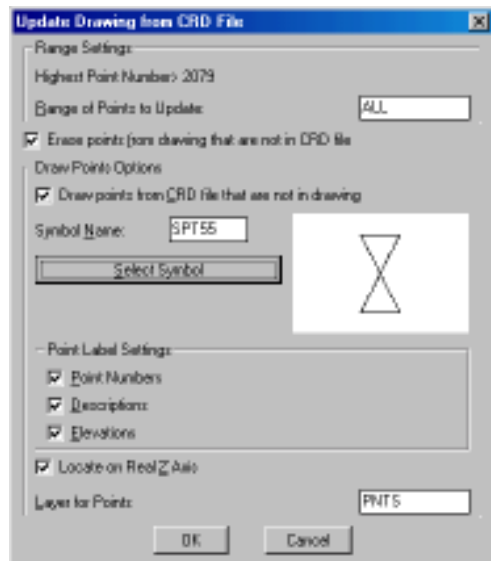 Update Drawing from CRD File
Range Settings
Highest Point Number> 2079
Range of Points to Update: ALL
Erase points from drawing that are not in CRD file
Draw Points Options
Draw points from CRD file that are not in drawing
Symbol Name: SPT55
Select Symbol
Point Label Settings
Point Numbers
Descriptions
Elevations
Locate on Real Z Axis
Layer for Points: PNTS
OK Cancel